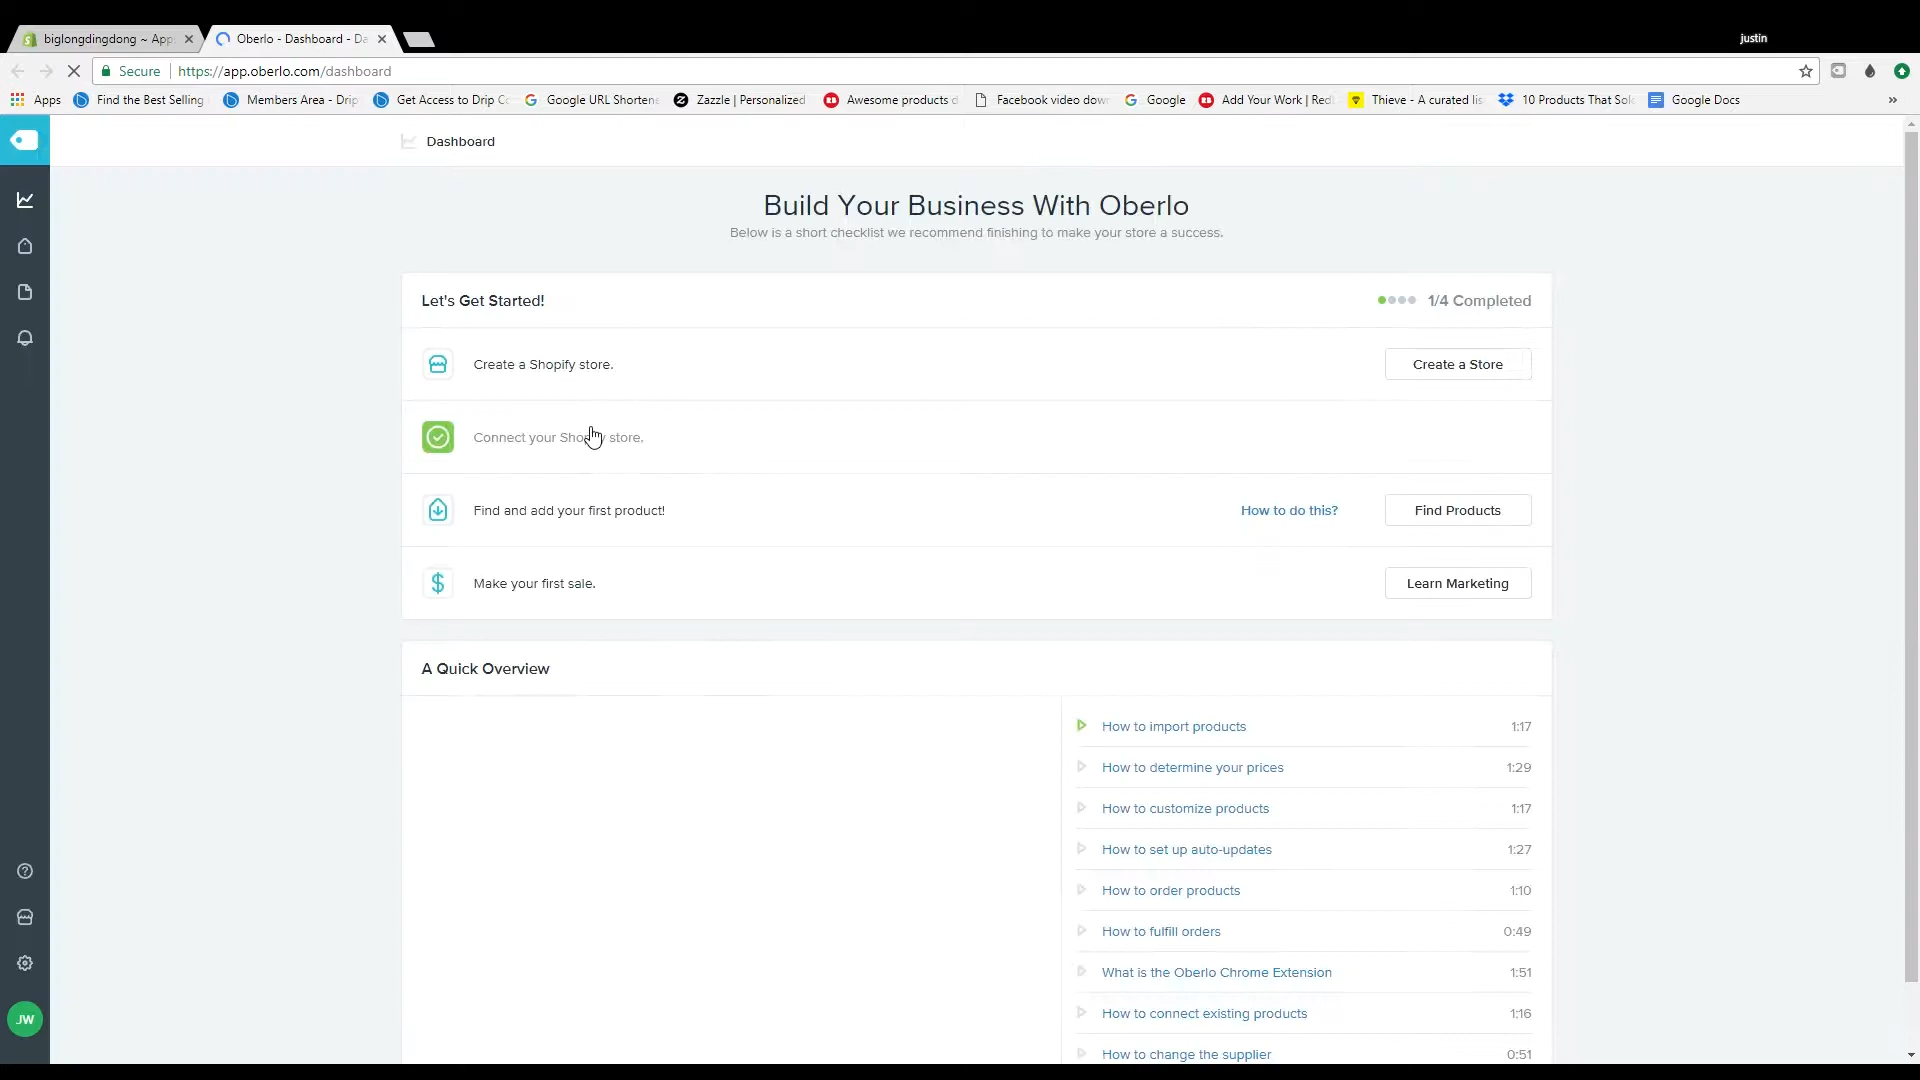 biglongdingdong ~ App
Oberlo - Dashboard - Da
justin
Secure
https://app.oberlo.com/dashboard
Apps
Find the Best Selling
Members Area - Drip
Get Access to Drip Co
Google URL Shortene
Zazzle | Personalized
Awesome products o
Facebook video dow
Google
Add Your Work | Red
Thieve - A curated lis
10 Products That Sol
Google Docs
»
Dashboard
Build Your Business With Oberlo
Below is a short checklist we recommend finishing to make your store a success.
Let's Get Started!
1/4 Completed
Create a Shopify store.
Create a Store
Connect your Shopify store.
Find and add your first product!
How to do this?
Find Products
Make your first sale.
Learn Marketing
A Quick Overview
How to import products 1:17
How to determine your prices 1:29
How to customize products 1:17
How to set up auto-updates 1:27
How to order products 1:10
How to fulfill orders 0:49
What is the Oberlo Chrome Extension 1:51
How to connect existing products 1:16
How to change the supplier 0:51
JW